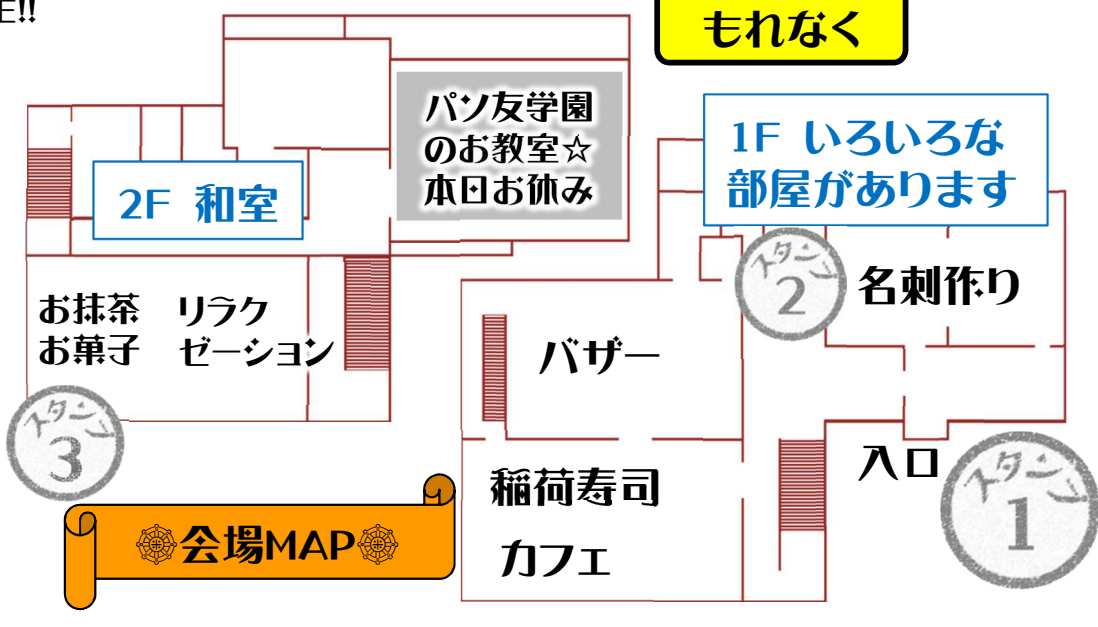 E!!
もれなく
パソ友学園
のお教室☆
本日お休み
1F いろいろな
部屋があります
2F 和室
スタンプ
2
名刺作り
お抹茶 リラク
お菓子 ゼーション
バザー
スタンプ
3
入口
スタンプ
1
稲荷寿司
カフェ
☸会場MAP☸